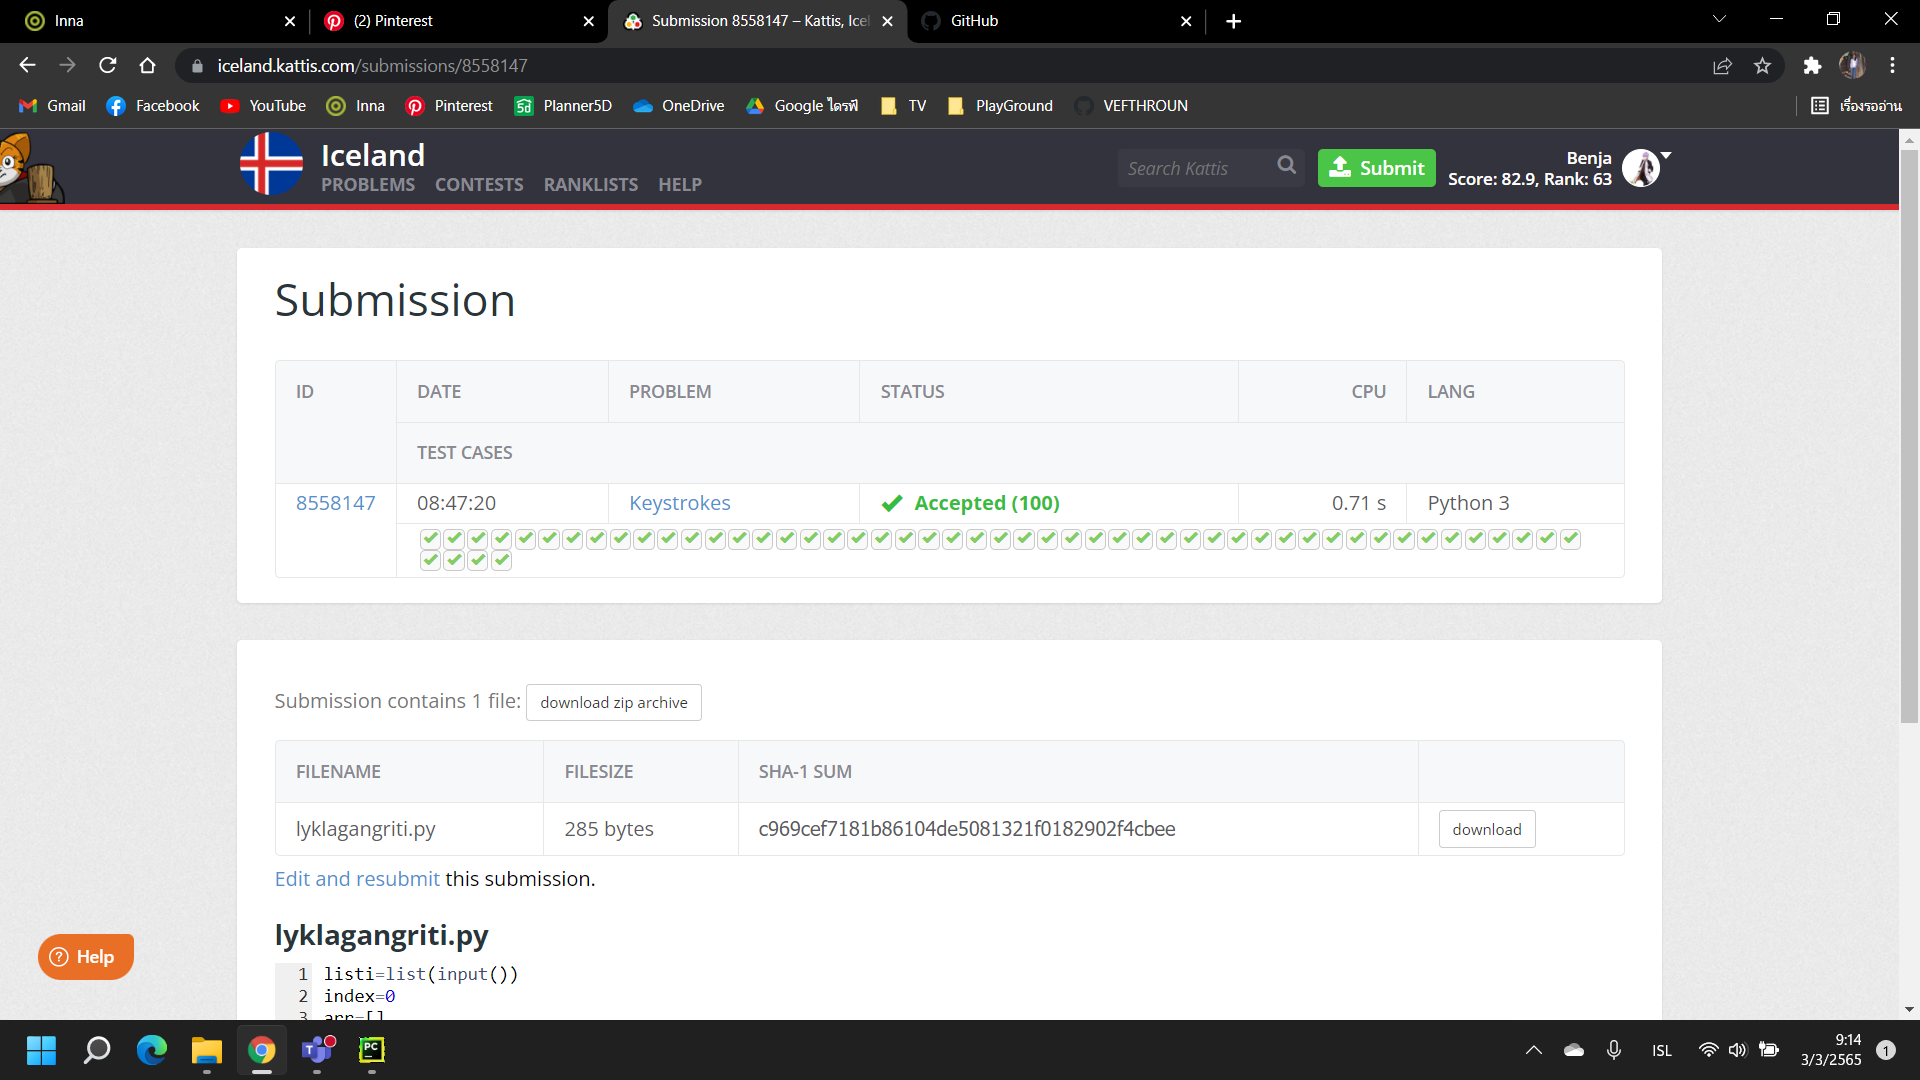 Inna
(2) Pinterest
Submission 8558147 – Kattis, Icel
GitHub
iceland.kattis.com/submissions/8558147
Gmail Facebook YouTube Inna Pinterest Planner5D OneDrive Google ไดรฟ์ TV PlayGround VEFTHROUN เรื่องรออ่าน
Iceland
PROBLEMS CONTESTS RANKLISTS HELP
Search Kattis
Submit
Benja
Score: 82.9, Rank: 63
Submission
ID DATE PROBLEM STATUS CPU LANG
TEST CASES
8558147 08:47:20 Keystrokes Accepted (100) 0.71 s Python 3
Submission contains 1 file: download zip archive
FILENAME FILESIZE SHA-1 SUM
lyklagangriti.py 285 bytes c969cef7181b86104de5081321f0182902f4cbee download
Edit and resubmit this submission.
lyklagangriti.py
1 listi=list(input())
2 index=0
3 arr=[]
Help
ISL
9:14
3/3/2565
1